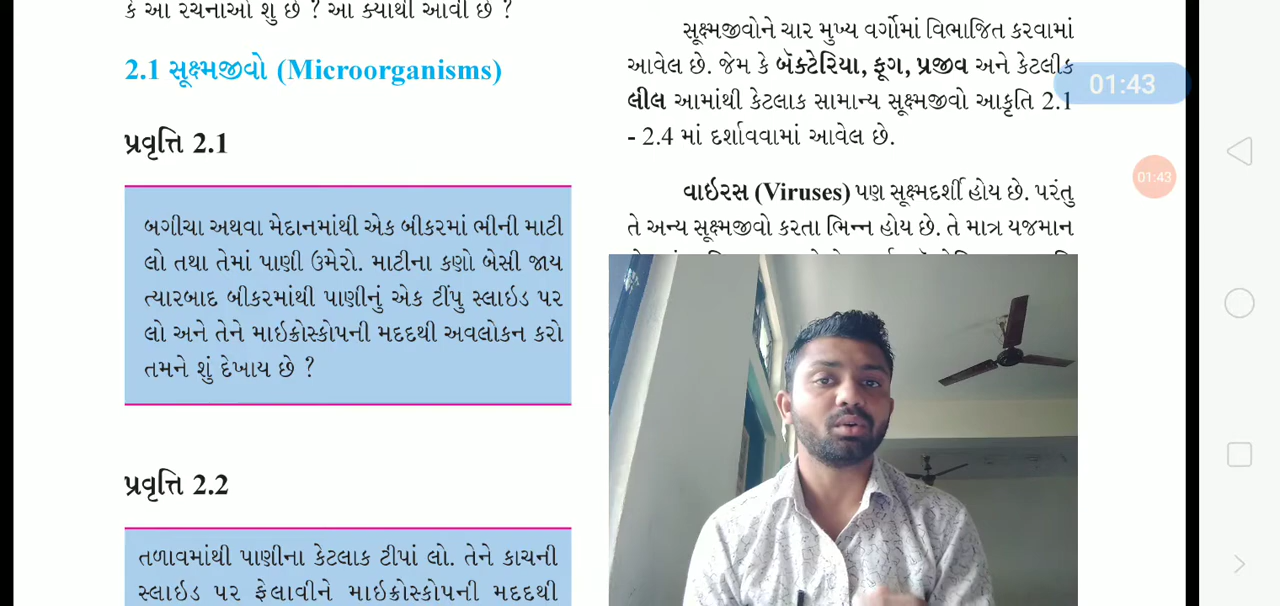 કે આ રચનાઓ શું છે ? આ ક્યાંથી આવી છે ?
2.1 સૂક્ષ્મજીવો (Microorganisms)
પ્રવૃત્તિ 2.1
બગીચા અથવા મેદાનમાંથી એક બીકરમાં ભીની માટી
લો તથા તેમાં પાણી ઉમેરો. માટીના કણો બેસી જાય
ત્યારબાદ બીકરમાંથી પાણીનું એક ટીંપુ સ્લાઇડ પર
લો અને તેને માઇક્રોસ્કોપની મદદથી અવલોકન કરો
તમને શું દેખાય છે ?
પ્રવૃત્તિ 2.2
તળાવમાંથી પાણીના કેટલાક ટીપાં લો. તેને કાચની
સ્લાઇડ પર ફેલાવીને માઇક્રોસ્કોપની મદદથી
સૂક્ષ્મજીવોને ચાર મુખ્ય વર્ગોમાં વિભાજિત કરવામાં
આવેલ છે. જેમ કે બૅક્ટેરિયા, ફૂગ, પ્રજીવ અને કેટલીક
લીલ આમાંથી કેટલાક સામાન્ય સૂક્ષ્મજીવો આકૃતિ 2.1
- 2.4 માં દર્શાવવામાં આવેલ છે.
વાઇરસ (Viruses) પણ સૂક્ષ્મદર્શી હોય છે. પરંતુ
તે અન્ય સૂક્ષ્મજીવો કરતા ભિન્ન હોય છે. તે માત્ર યજમાન
01:43
01:43